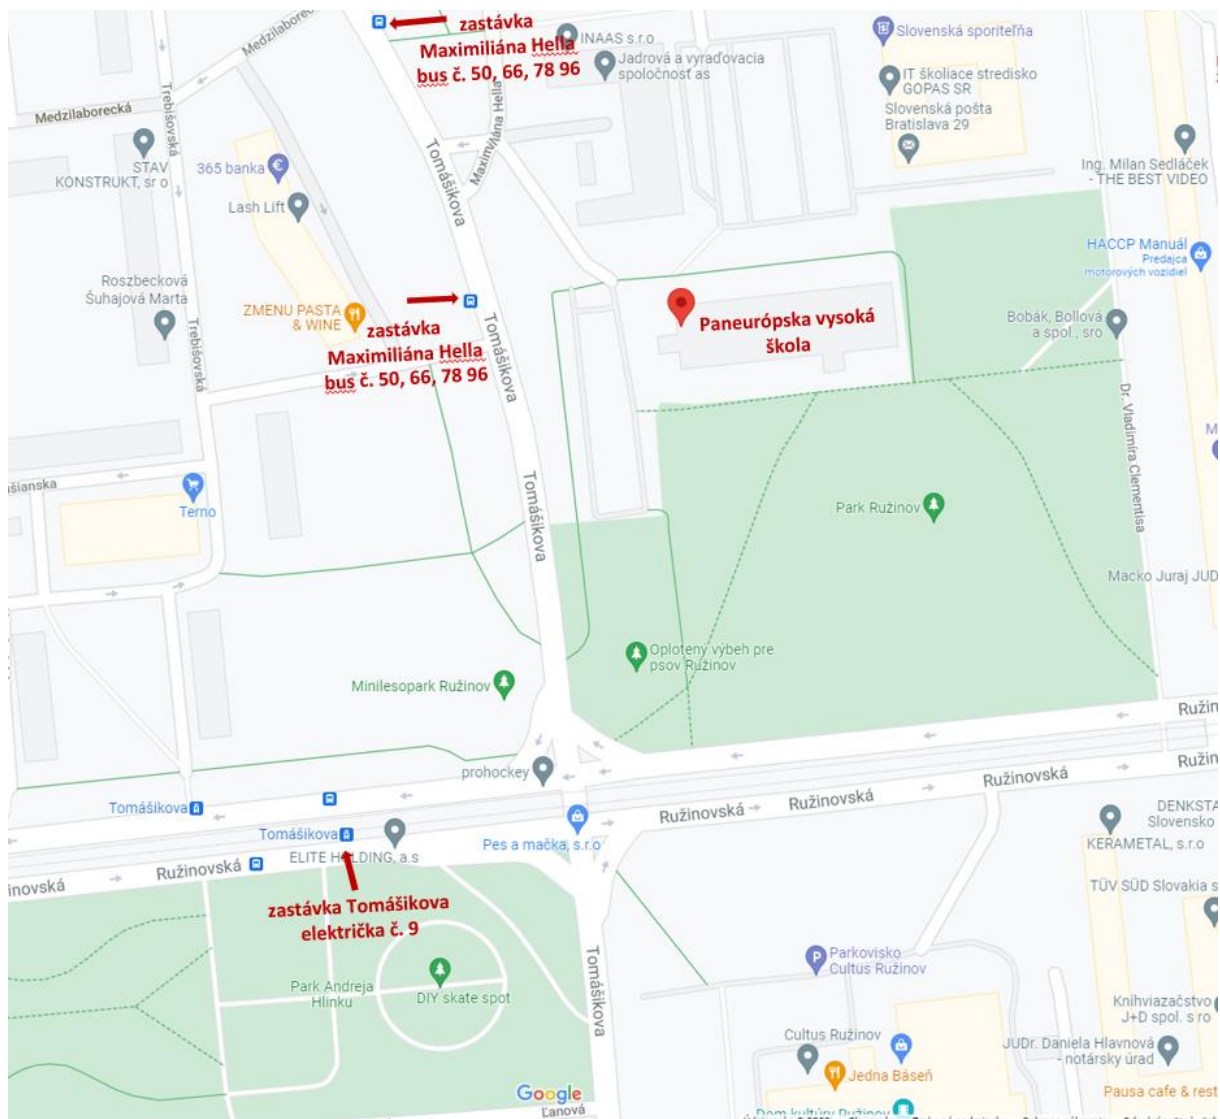 zastávka
Maximiliána Hella
bus č. 50, 66, 78 96
INAAS s.r.o
Jadrová a vyraďovacia
spoločnosť as
Slovenská sporiteľňa
IT školiace stredisko
GOPAS SR
Slovenská pošta
Bratislava 29
Ing. Milan Sedláček
- THE BEST VIDEO
Medzilaborecká
Trebišovská
STAV
KONSTRUKT, sr o
365 banka
Lash Lift
Tomášikova
HACCP Manuál
Predajca
motorových vozidiel
Roszbecková
Šuhajová Marta
ZMENU PASTA
& WINE
Trebišovská
zastávka
Maximiliána Hella
bus č. 50, 66, 78 96
Tomášikova
Paneurópska vysoká
škola
Bobák, Bollová
a spol., sro
Dr. Vladimíra Clementisa
Terno
Tomášikova
Park Ružinov
Macko Juraj JUD
Oplotený výbeh pre
psov Ružinov
Minilesopark Ružinov
prohockey
Ružinovská
Ružinovská
Ružinovská
Tomášikova
Tomášikova
Pes a mačka, s.r.o
ELITE HOLDING, a.s
Ružinovská
zastávka Tomášikova
električka č. 9
KERAMETAL, s.r.o
TÜV SÜD Slovakia s
Tomášikova
Parkovisko
Cultus Ružinov
Park Andreja
Hlinku
DIY skate spot
Knihviazačstvo
J+D spol. s ro
Cultus Ružinov
JUDr. Daniela Hlavnová
- notársky úrad
Jedna Báseň
Pausa cafe & rest
Google
Ľanová
Dom kultúry Ružinov